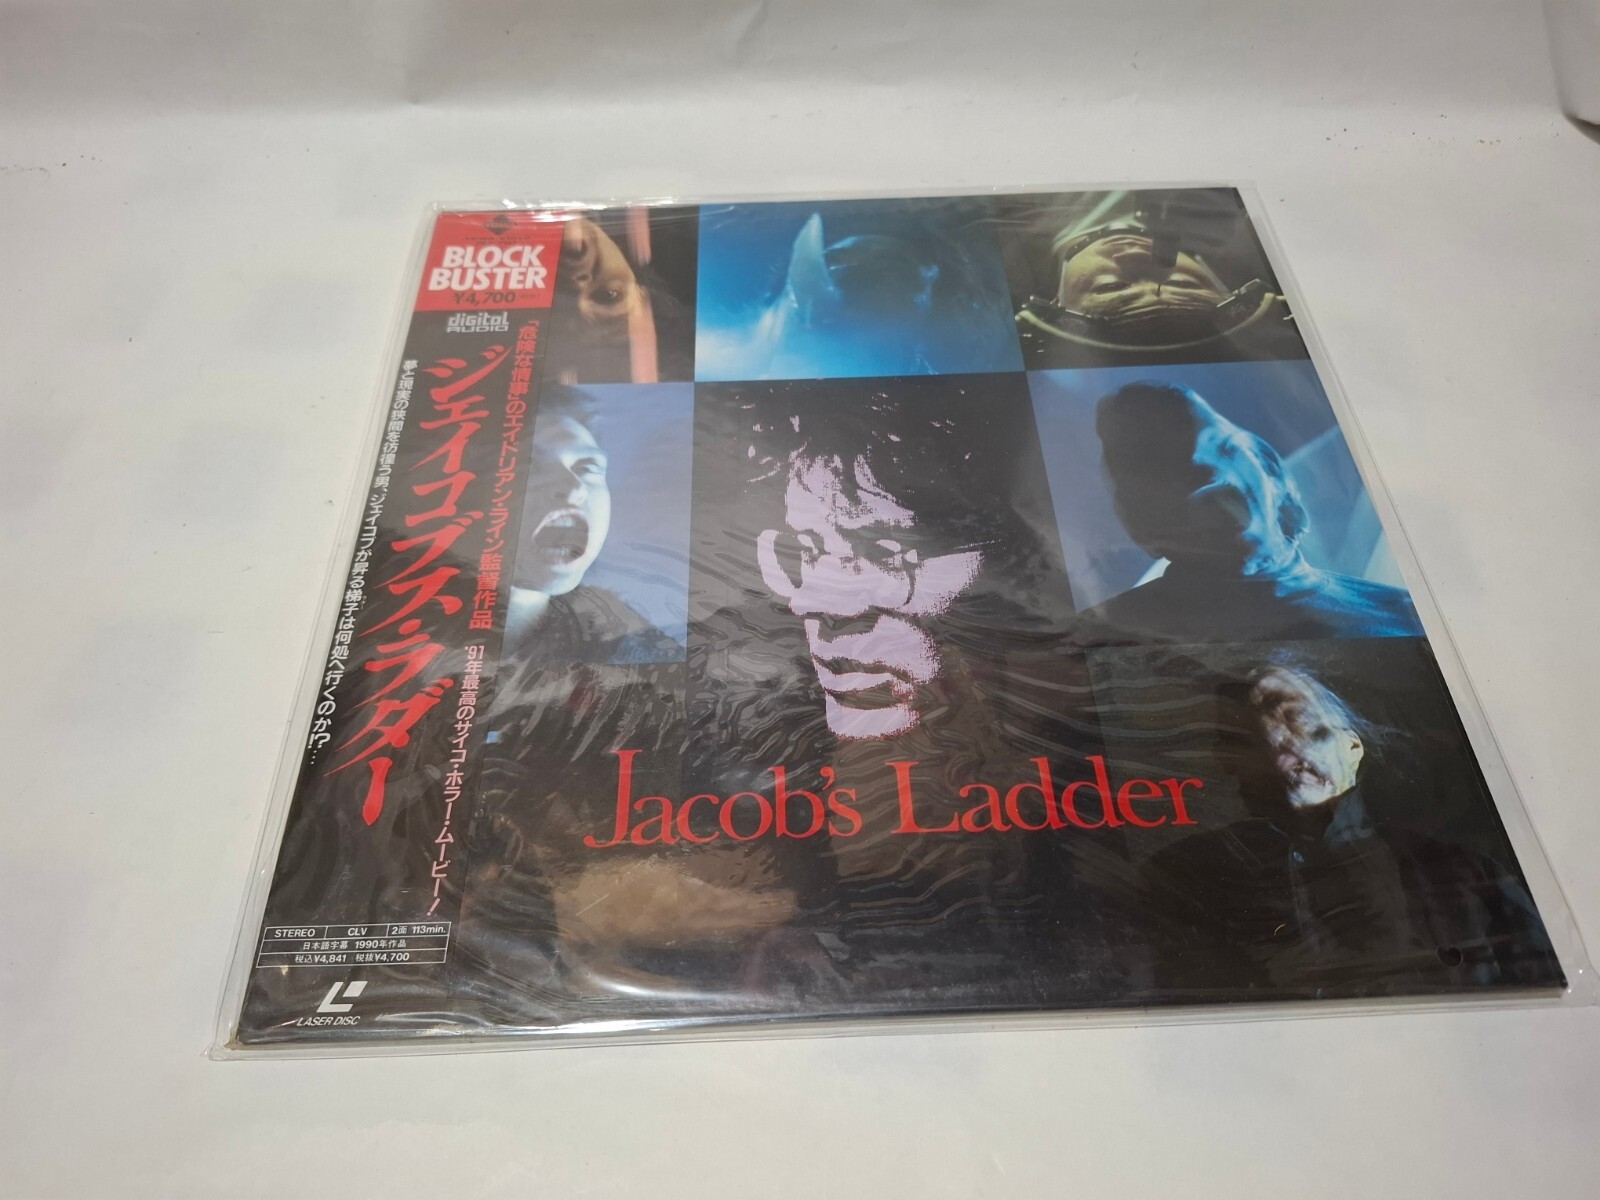 BLOCK
BUSTER
¥4,700
digital
AUDIO
「危険な情事」のエイドリアン・ライン監督作品
'91年最高のサイコ・ホラー・ムービー!
ジェイコブス・ラダー
夢と現実の狭間を彷徨う男、ジェイコブが昇る梯子は何処へ行くのか!?…
STEREO CLV 2面 113min.
日本語字幕 1990年作品
税込¥4,841 税抜¥4,700
LASER DISC
Jacob's Ladder